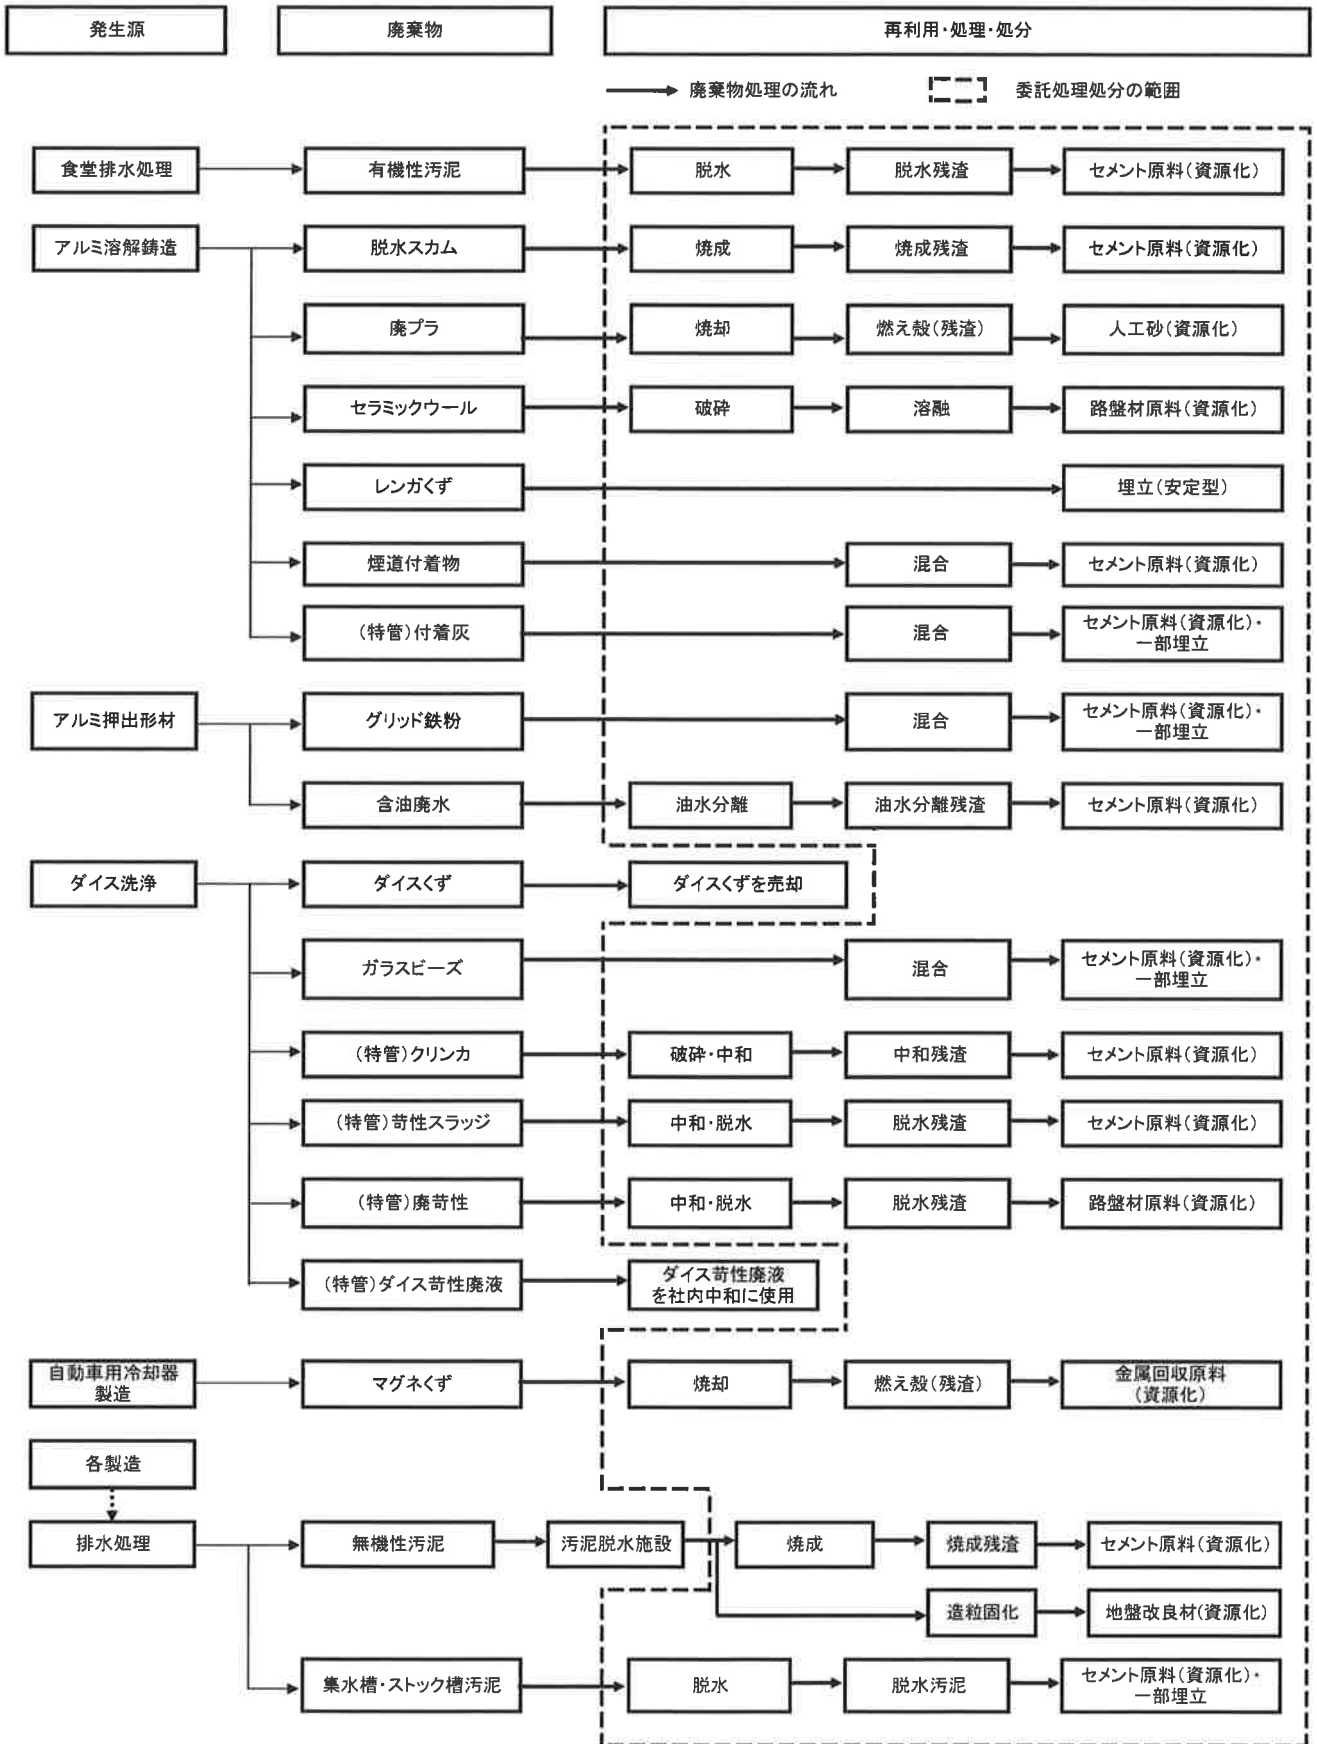 発生源
廃棄物
再利用・処理・処分
廃棄物処理の流れ
委託処理処分の範囲
食堂排水処理
有機性汚泥
脱水
脱水残渣
セメント原料(資源化)
アルミ溶解鋳造
脱水スカム
焼成
焼成残渣
セメント原料(資源化)
廃プラ
焼却
燃え殻(残渣)
人工砂(資源化)
セラミックウール
破砕
溶融
路盤材原料(資源化)
レンガくず
埋立(安定型)
煙道付着物
混合
セメント原料(資源化)
(特管)付着灰
混合
セメント原料(資源化)・
一部埋立
アルミ押出形材
グリッド鉄粉
混合
セメント原料(資源化)・
一部埋立
含油廃水
油水分離
油水分離残渣
セメント原料(資源化)
ダイス洗浄
ダイスくず
ダイスくずを売却
ガラスビーズ
混合
セメント原料(資源化)・
一部埋立
(特管)クリンカ
破砕・中和
中和残渣
セメント原料(資源化)
(特管)苛性スラッジ
中和・脱水
脱水残渣
セメント原料(資源化)
(特管)廃苛性
中和・脱水
脱水残渣
路盤材原料(資源化)
(特管)ダイス苛性廃液
ダイス苛性廃液
を社内中和に使用
自動車用冷却器
製造
マグネくず
焼却
燃え殻(残渣)
金属回収原料
(資源化)
各製造
排水処理
無機性汚泥
汚泥脱水施設
焼成
焼成残渣
セメント原料(資源化)
造粒固化
地盤改良材(資源化)
集水槽・ストック槽汚泥
脱水
脱水汚泥
セメント原料(資源化)・
一部埋立